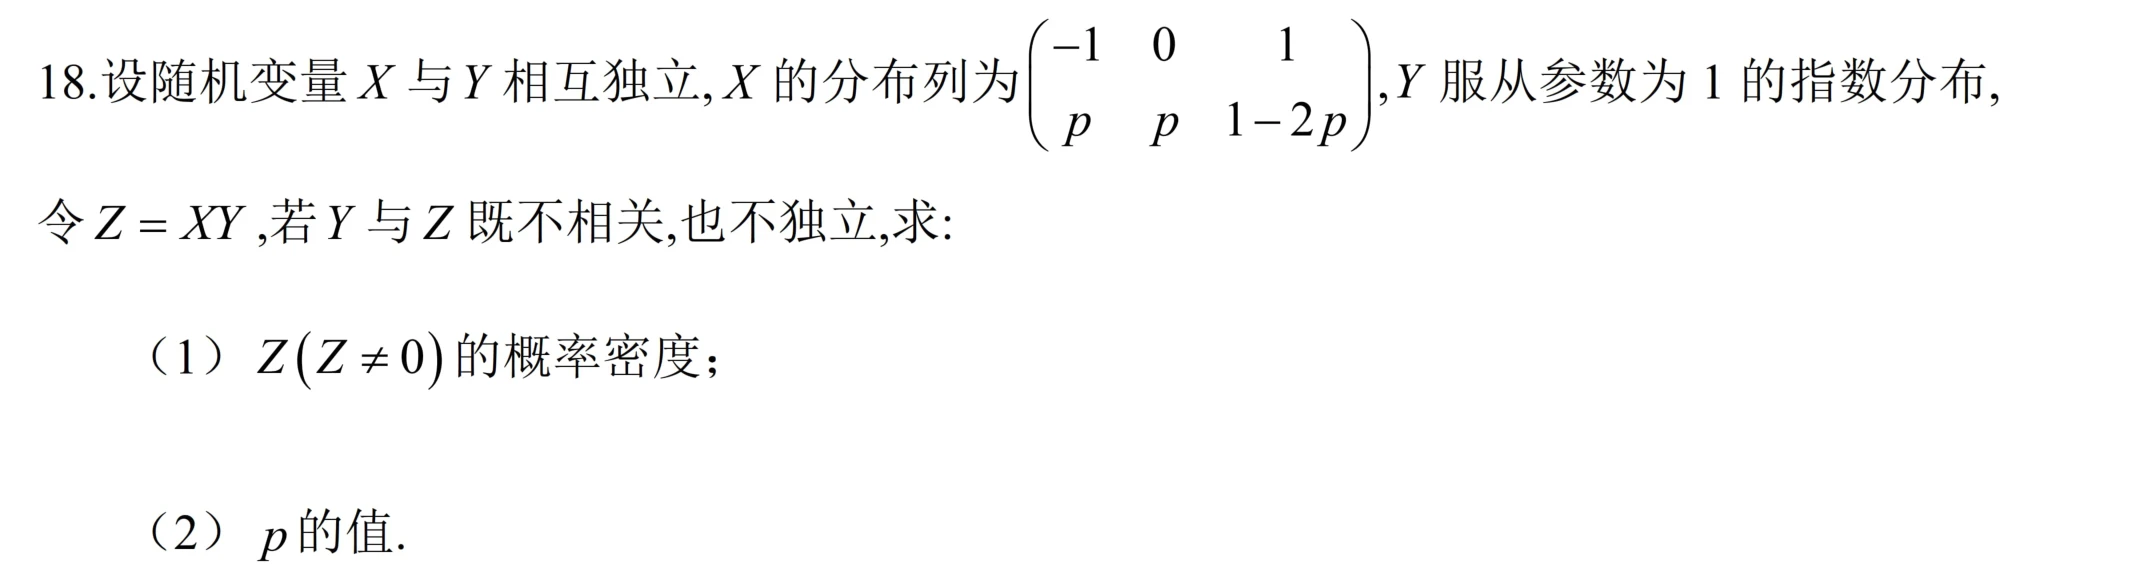 18.设随机变量 X 与 Y 相互独立, X 的分布列为 \begin{pmatrix} -1 & 0 & 1 \\ p & p & 1-2p \end{pmatrix}, Y 服从参数为 1 的指数分布,
令 Z = XY ,若 Y 与 Z 既不相关,也不独立,求:
（1） Z(Z ≠ 0) 的概率密度；
（2） p 的值.